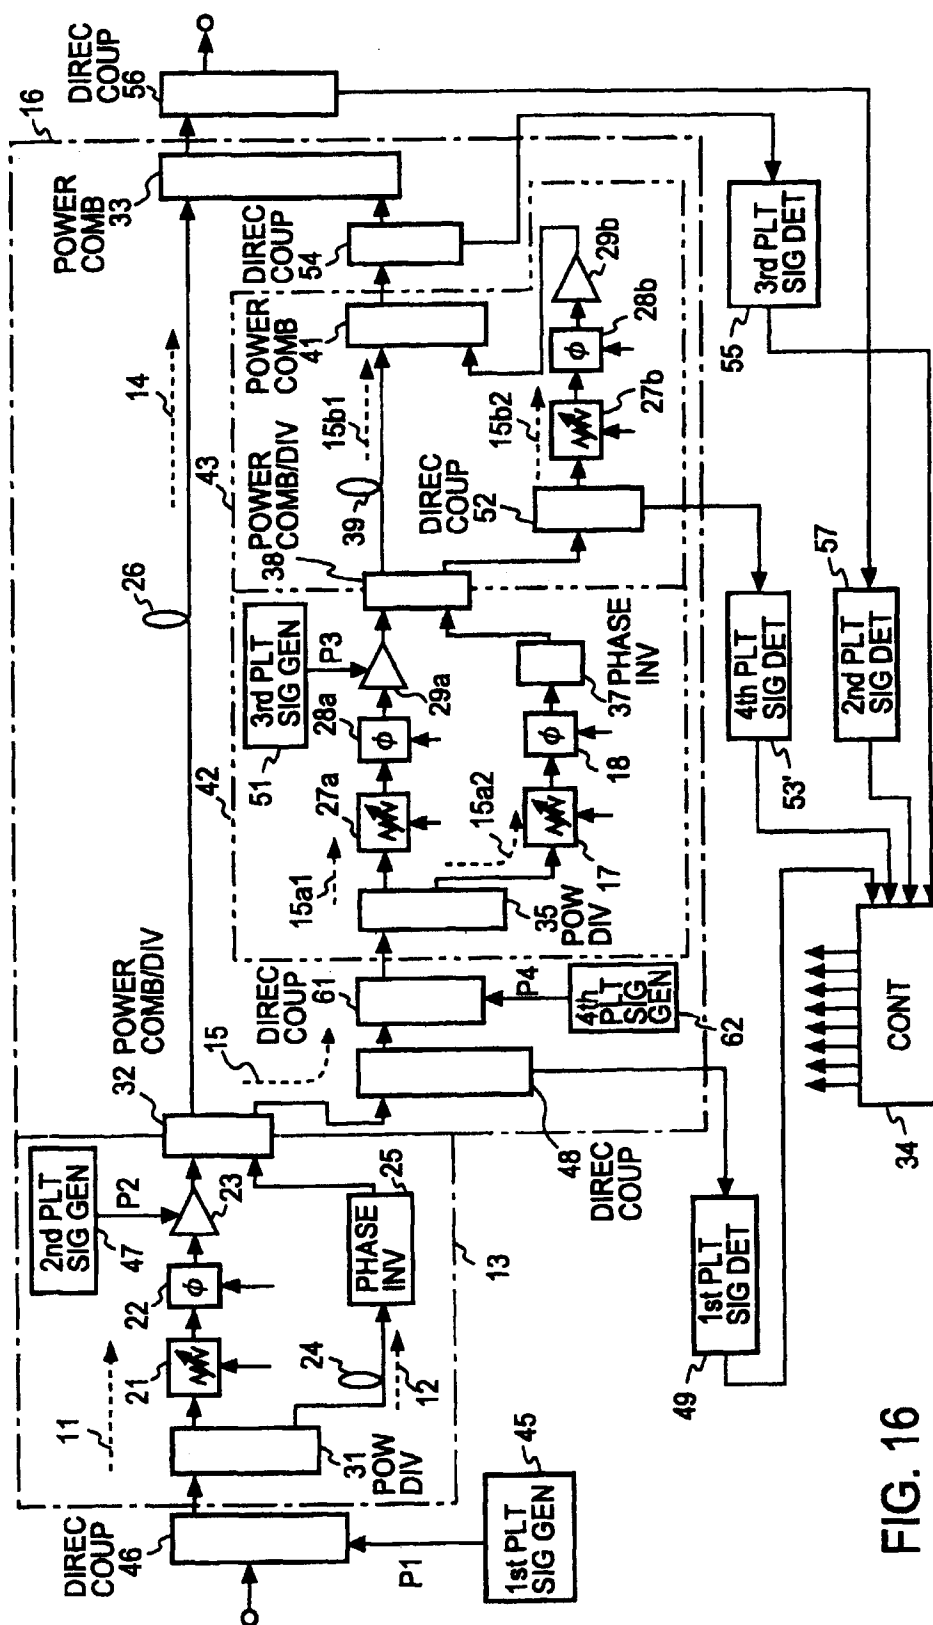 DIREC
COUP
46
P1
1st PLT
SIG GEN
45
11
31
POW
DIV
21
22
24
12
PHASE
INV
25
13
2nd PLT
SIG GEN
47
P2
23
32 POWER
COMB/DIV
15
48
DIREC
COUP
DIREC
COUP
61
P4
4th
PLT
SIG
GEN
62
26
14
16
42
35
POW
DIV
15a1
15a2
27a
28a
ϕ
ϕ
17
18
ϕ
3rd PLT
SIG GEN
51
P3
29a
37 PHASE
INV
43
38
POWER
COMB/DIV
39
15b1
DIREC
COUP
52
15b2
27b
28b
ϕ
29b
POWER
COMB
41
DIREC
COUP
54
POWER
COMB
33
DIREC
COUP
56
3rd PLT
SIG DET
55
4th PLT
SIG DET
53'
2nd PLT
SIG DET
57
1st PLT
SIG DET
49
CONT
34
FIG. 16